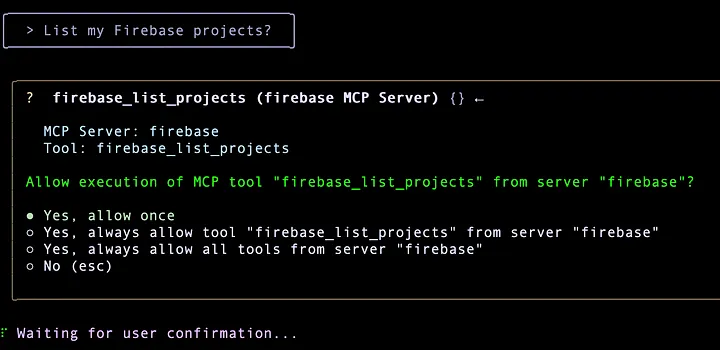 > List my Firebase projects?
? firebase_list_projects (firebase MCP Server) {} ←
MCP Server: firebase
Tool: firebase_list_projects
Allow execution of MCP tool "firebase_list_projects" from server "firebase"?
● Yes, allow once
○ Yes, always allow tool "firebase_list_projects" from server "firebase"
○ Yes, always allow all tools from server "firebase"
○ No (esc)
⠏ Waiting for user confirmation...